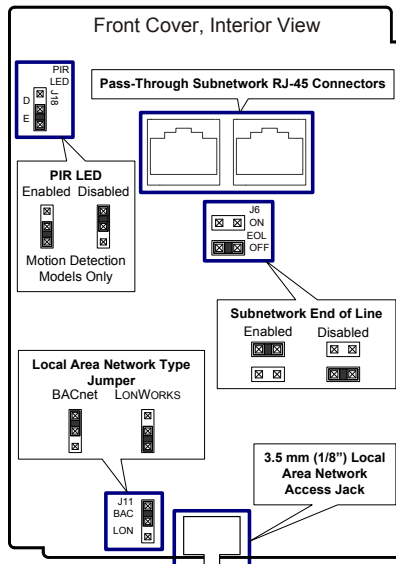 Front Cover, Interior View
PIR
LED
J18
D
E
Pass-Through Subnetwork RJ-45 Connectors
PIR LED
Enabled Disabled
Motion Detection
Models Only
J6
ON
EOL
OFF
Subnetwork End of Line
Enabled Disabled
Local Area Network Type
Jumper
BACnet LONWORKS
3.5 mm (1/8”) Local
Area Network
Access Jack
J11
BAC
LON